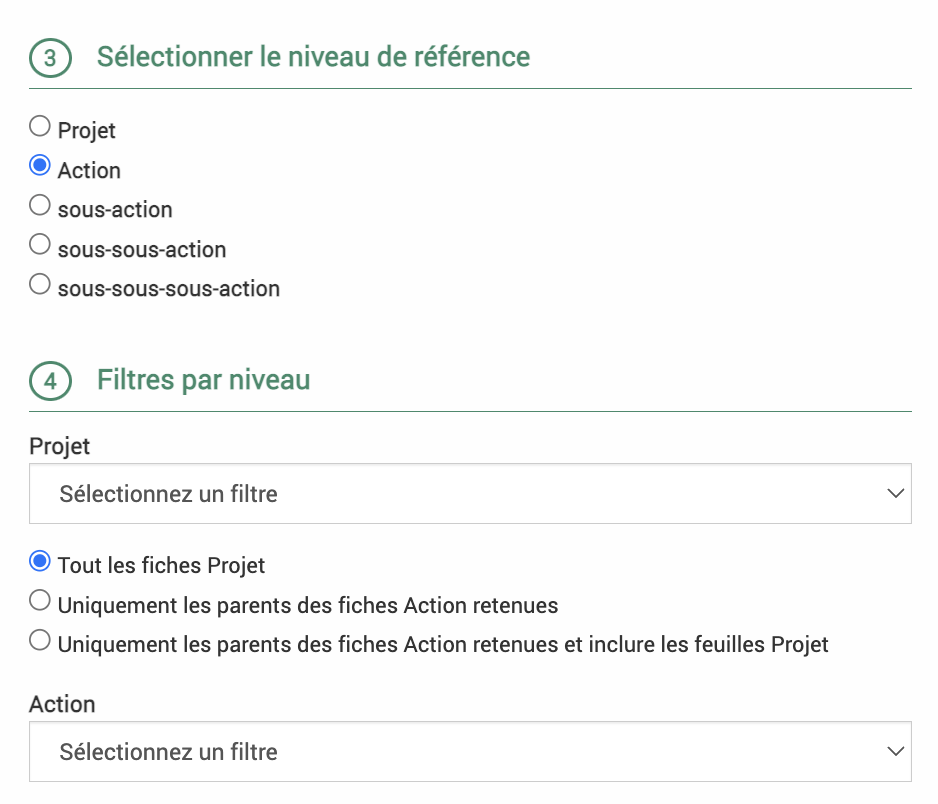 3 Sélectionner le niveau de référence
Projet
Action
sous-action
sous-sous-action
sous-sous-sous-action
4 Filtres par niveau
Projet
Sélectionnez un filtre
Tout les fiches Projet
Uniquement les parents des fiches Action retenues
Uniquement les parents des fiches Action retenues et inclure les feuilles Projet
Action
Sélectionnez un filtre